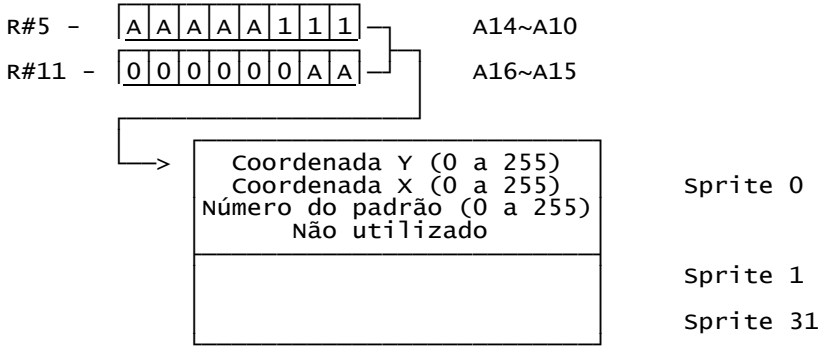 R#5 - A A A A A 1 1 1 A14~A10
R#11 - 0 0 0 0 0 0 A A A16~A15
Coordenada Y (0 a 255)
Coordenada X (0 a 255) Sprite 0
Número do padrão (0 a 255)
Não utilizado
Sprite 1
Sprite 31